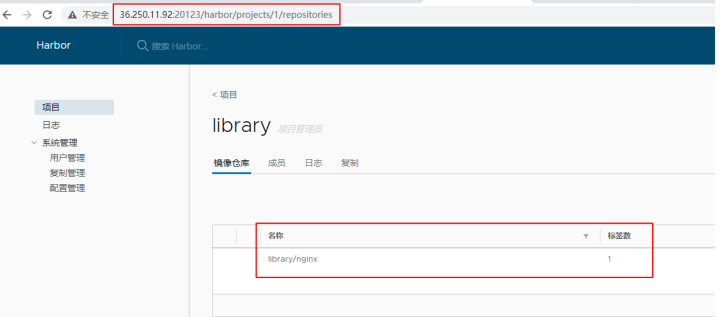 不安全 36.250.11.92:20123/harbor/projects/1/repositories
Harbor 搜索 Harbor...
< 项目
项目
library 项目管理员
日志
系统管理
用户管理
复制管理
配置管理
镜像仓库 成员 日志 复制
名称 标签数
library/nginx 1